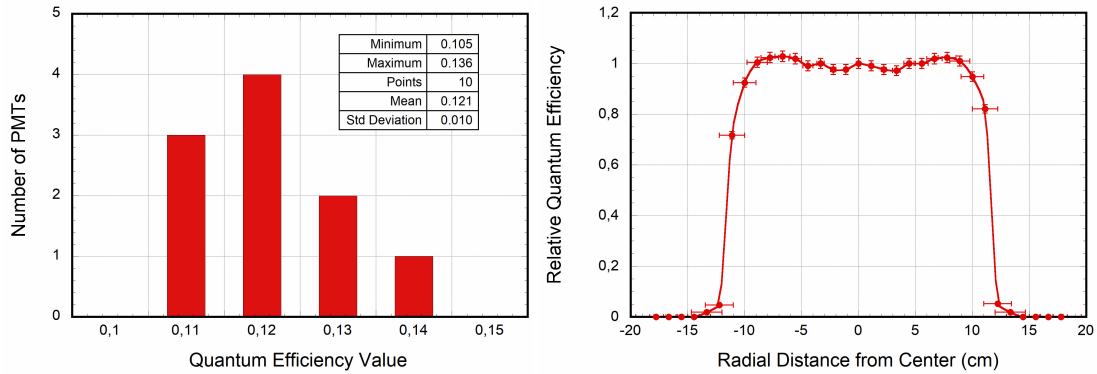 5
4
3
2
1
0
Number of PMTs
Minimum 0.105
Maximum 0.136
Points 10
Mean 0.121
Std Deviation 0.010
0,1 0,11 0,12 0,13 0,14 0,15
Quantum Efficiency Value
1,2
1
0,8
0,6
0,4
0,2
0
Relative Quantum Efficiency
-20 -15 -10 -5 0 5 10 15 20
Radial Distance from Center (cm)